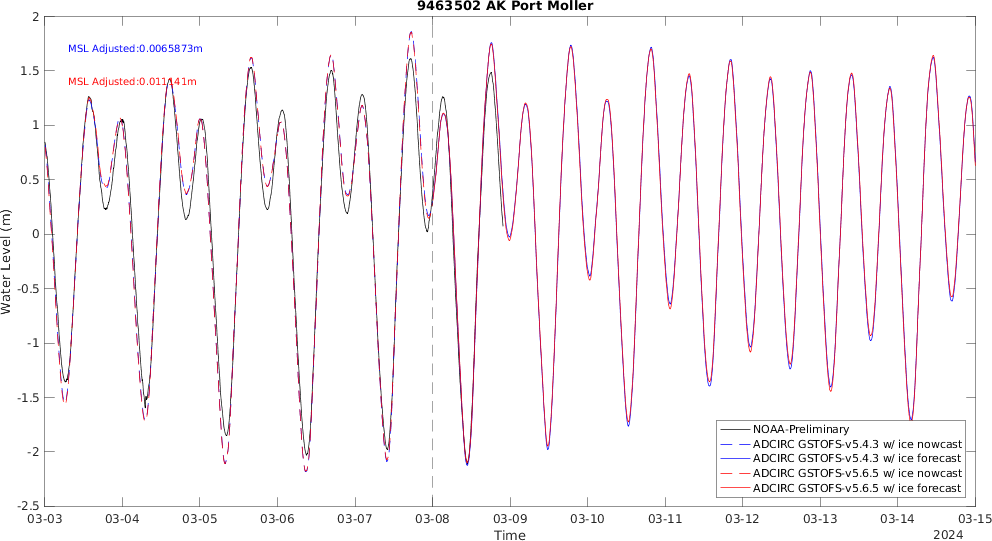 9463502 AK Port Moller
MSL Adjusted:0.0065873m
MSL Adjusted:0.011141m
Water Level (m)
2
1.5
1
0.5
0
-0.5
-1
-1.5
-2
-2.5
NOAA-Preliminary
ADCIRC GSTOFS-v5.4.3 w/ ice nowcast
ADCIRC GSTOFS-v5.4.3 w/ ice forecast
ADCIRC GSTOFS-v5.6.5 w/ ice nowcast
ADCIRC GSTOFS-v5.6.5 w/ ice forecast
03-03 03-04 03-05 03-06 03-07 03-08 03-09 03-10 03-11 03-12 03-13 03-14 03-15
Time
2024